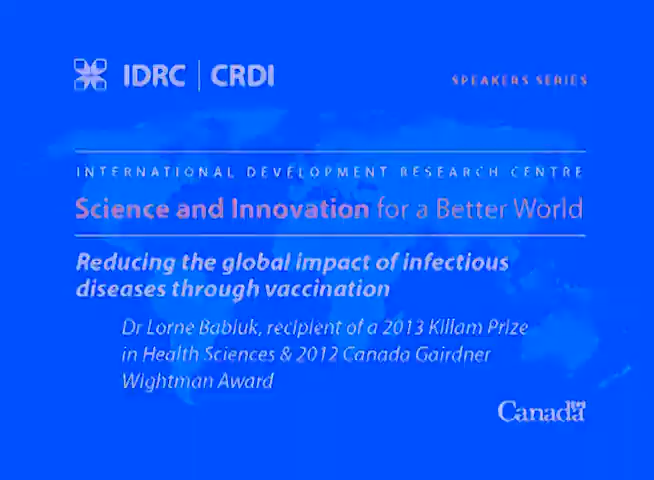 IDRC | CRDI
SPEAKERS SERIES
INTERNATIONAL DEVELOPMENT RESEARCH CENTRE
Science and Innovation for a Better World
Reducing the global impact of infectious
diseases through vaccination
Dr Lorne Babiuk, recipient of a 2013 Killam Prize
in Health Sciences & 2012 Canada Gairdner
Wightman Award
Canada